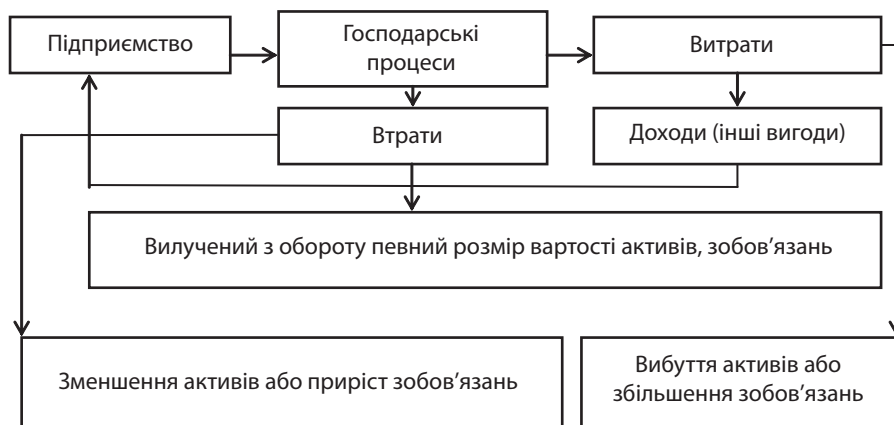 Підприємство
Господарські
процеси
Витрати
Втрати
Доходи (інші вигоди)
Вилучений з обороту певний розмір вартості активів, зобов’язань
Зменшення активів або приріст зобов’язань
Вибуття активів або
збільшення зобов’язань